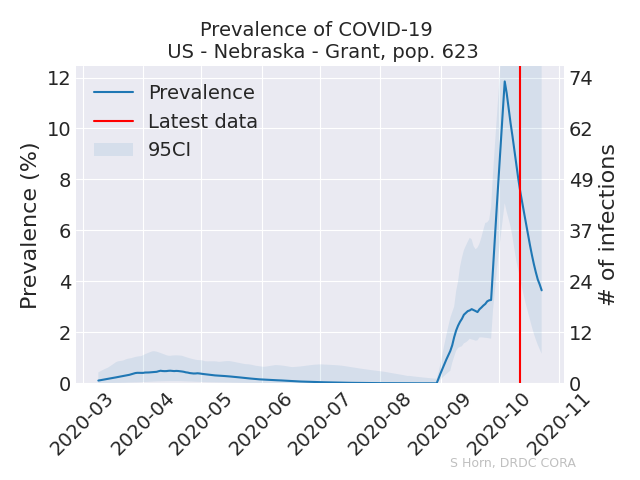 Prevalence of COVID-19
US - Nebraska - Grant, pop. 623
Prevalence (%)
12
10
8
6
4
2
0
Prevalence
Latest data
95CI
74
62
49
37
24
12
0
# of infections
2020-03
2020-04
2020-05
2020-06
2020-07
2020-08
2020-09
2020-10
2020-11
S Horn, DRDC CORA